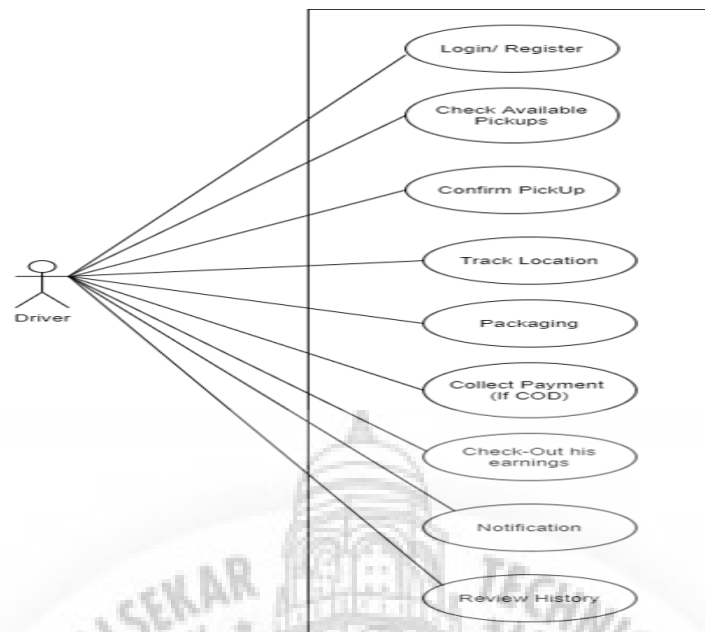 Login/ Register
Check Available
Pickups
Confirm PickUp
Track Location
Driver
Packaging
Collect Payment
(If COD)
Check-Out his
earnings
Notification
Review History